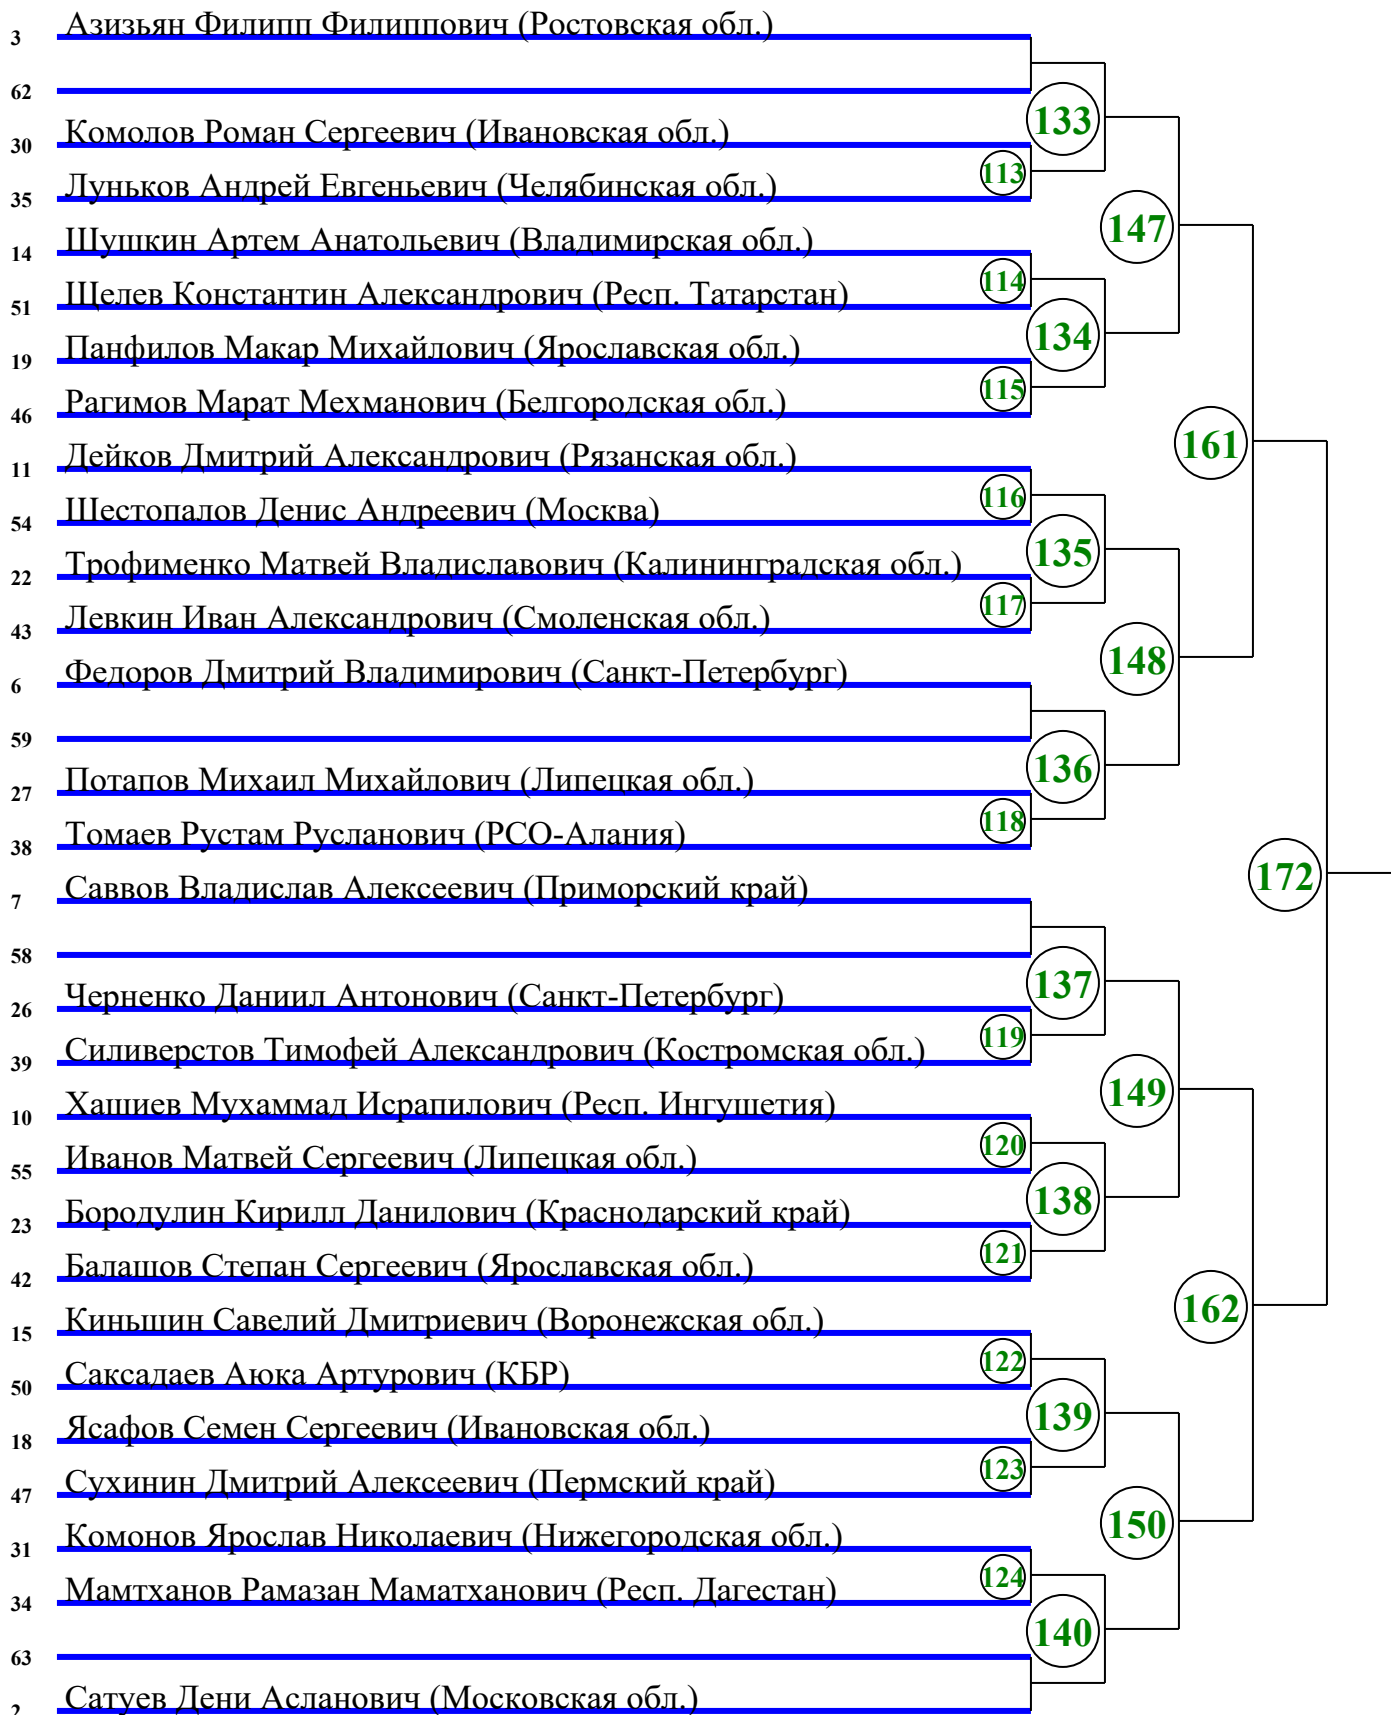 3 Азизьян Филипп Филиппович (Ростовская обл.)
62
133
30 Комолов Роман Сергеевич (Ивановская обл.)
113
35 Луньков Андрей Евгеньевич (Челябинская обл.)
147
14 Шушкин Артем Анатольевич (Владимирская обл.)
114
51 Щелев Константин Александрович (Респ. Татарстан)
134
19 Панфилов Макар Михайлович (Ярославская обл.)
115
46 Рагимов Марат Мехманович (Белгородская обл.)
161
11 Дейков Дмитрий Александрович (Рязанская обл.)
116
54 Шестопалов Денис Андреевич (Москва)
135
22 Трофименко Матвей Владиславович (Калининградская обл.)
117
43 Левкин Иван Александрович (Смоленская обл.)
148
6 Федоров Дмитрий Владимирович (Санкт-Петербург)
59
136
27 Потапов Михаил Михайлович (Липецкая обл.)
118
38 Томаев Рустам Русланович (РСО-Алания)
172
7 Саввов Владислав Алексеевич (Приморский край)
58
137
26 Черненко Даниил Антонович (Санкт-Петербург)
119
39 Силиверстов Тимофей Александрович (Костромская обл.)
149
10 Хашиев Мухаммад Исрапилович (Респ. Ингушетия)
120
55 Иванов Матвей Сергеевич (Липецкая обл.)
138
23 Бородулин Кирилл Данилович (Краснодарский край)
121
42 Балашов Степан Сергеевич (Ярославская обл.)
162
15 Киньшин Савелий Дмитриевич (Воронежская обл.)
122
50 Саксадаев Аюка Артурович (КБР)
139
18 Ясафов Семен Сергеевич (Ивановская обл.)
123
47 Сухинин Дмитрий Алексеевич (Пермский край)
150
31 Комонов Ярослав Николаевич (Нижегородская обл.)
124
34 Мамтханов Рамазан Маматханович (Респ. Дагестан)
140
63
2 Сатуев Дени Асланович (Московская обл.)